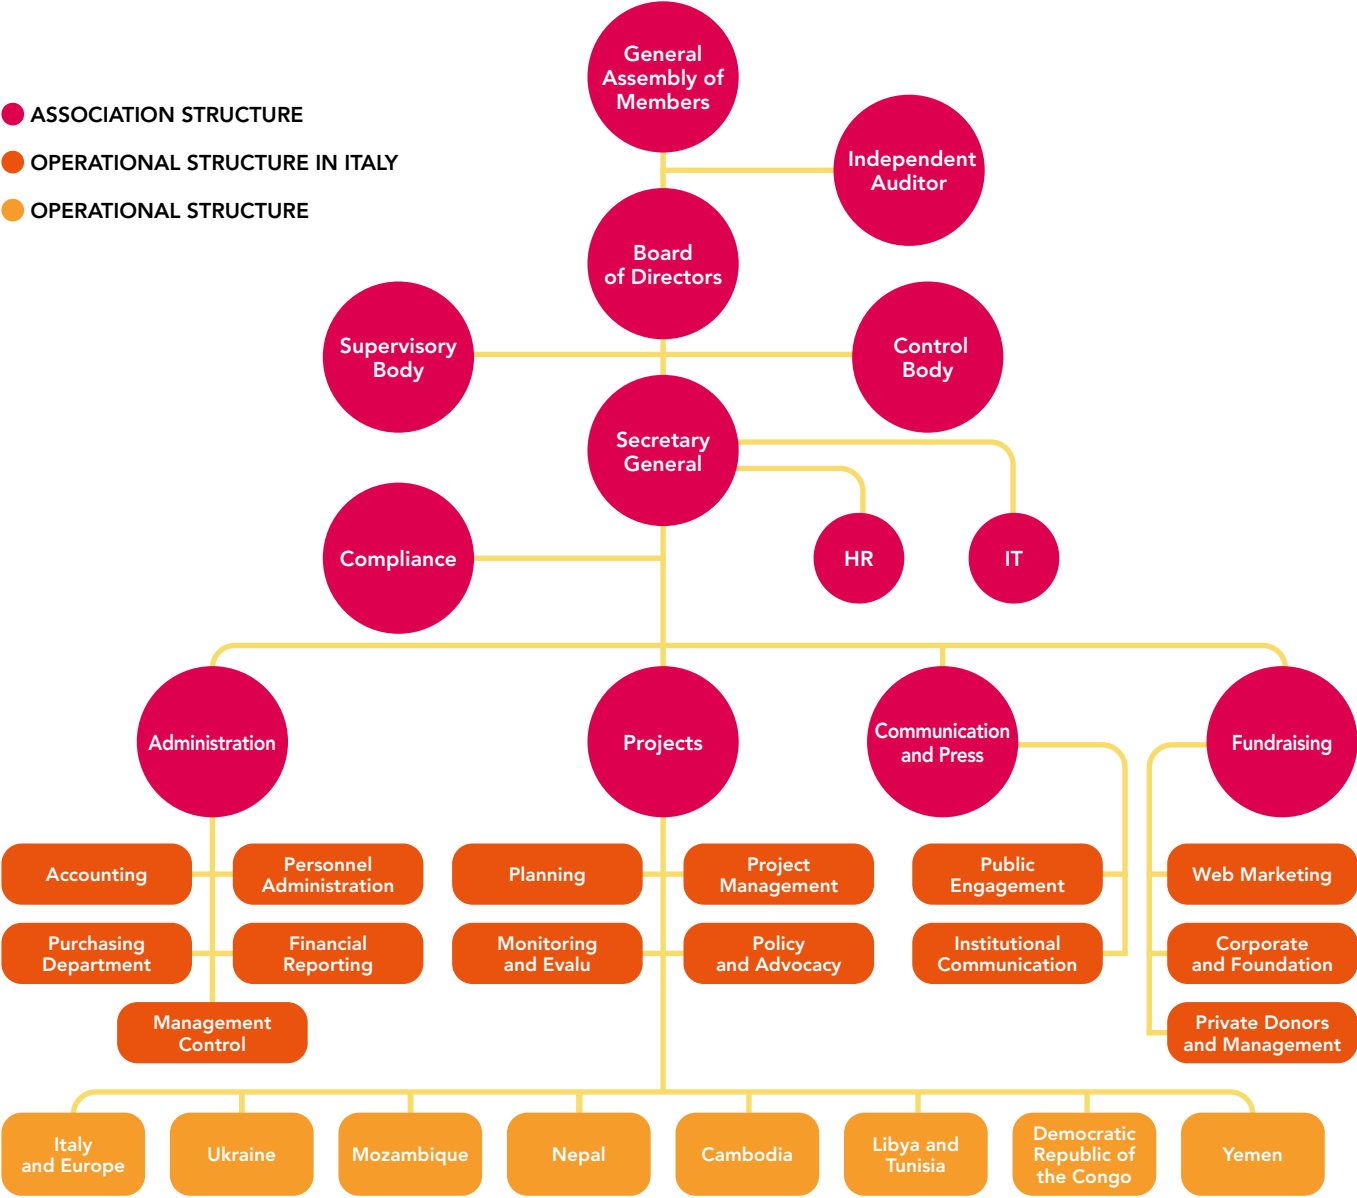 General
Assembly of
Members
ASSOCIATION STRUCTURE
OPERATIONAL STRUCTURE IN ITALY
OPERATIONAL STRUCTURE
Independent
Auditor
Board
of Directors
Supervisory
Body
Control
Body
Secretary
General
Compliance
HR
IT
Administration
Projects
Communication
and Press
Fundraising
Accounting
Personnel
Administration
Purchasing
Department
Financial
Reporting
Management
Control
Planning
Project
Management
Monitoring
and Evalu
Policy
and Advocacy
Public
Engagement
Institutional
Communication
Web Marketing
Corporate
and Foundation
Private Donors
and Management
Italy
and Europe
Ukraine
Mozambique
Nepal
Cambodia
Libya and
Tunisia
Democratic
Republic of
the Congo
Yemen